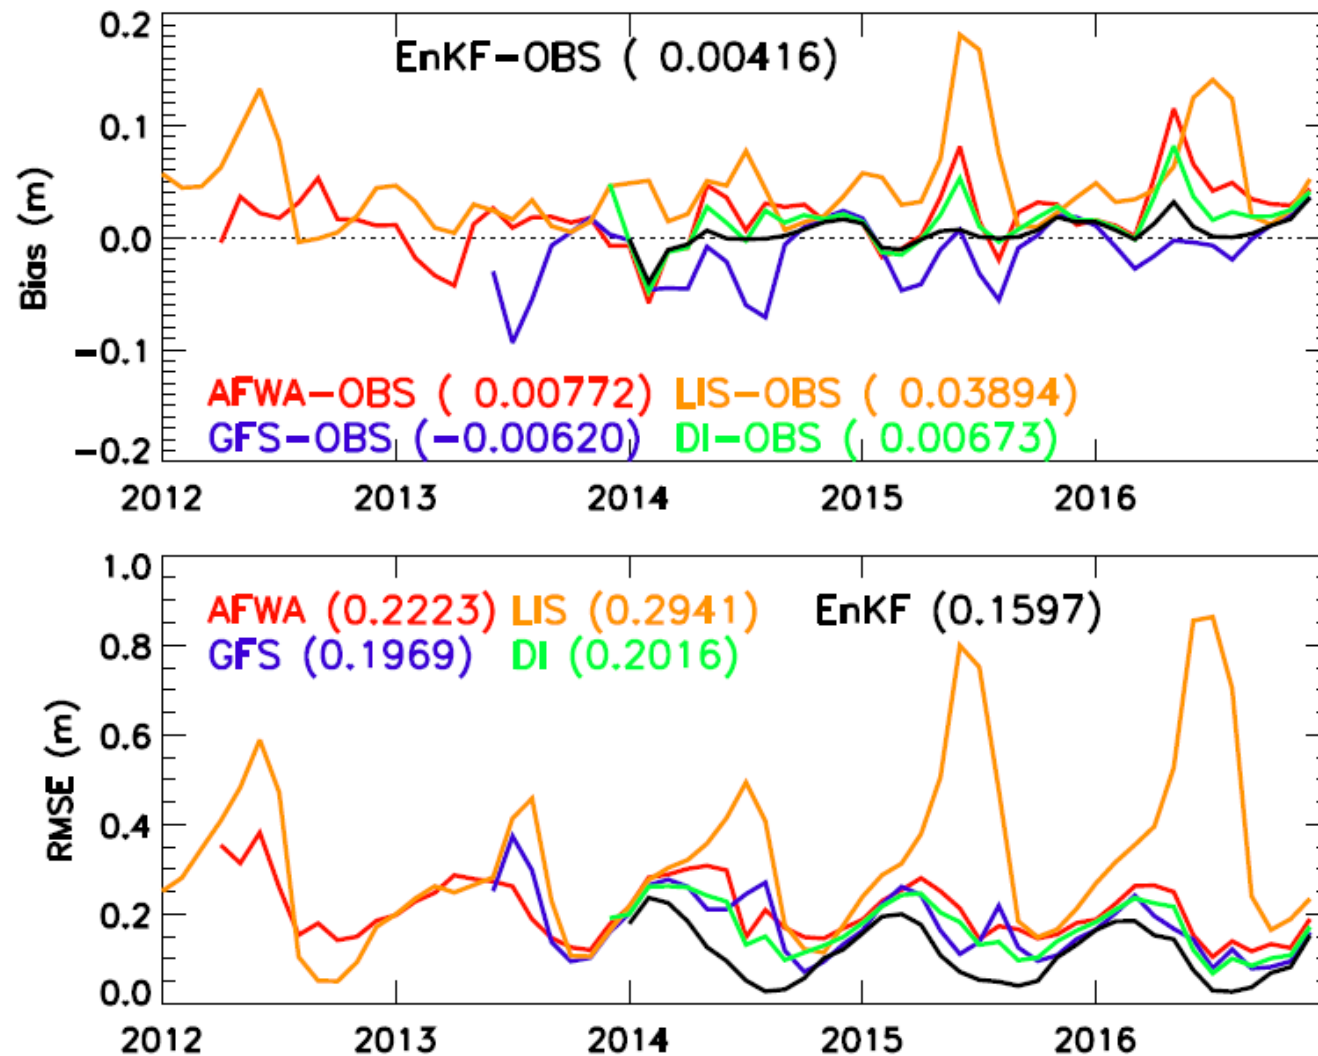 0.2
EnKF-OBS ( 0.00416)
0.1
0.0
Bias (m)
-0.1
AFWA-OBS ( 0.00772) LIS-OBS ( 0.03894)
GFS-OBS (-0.00620) DI-OBS ( 0.00673)
-0.2
2012 2013 2014 2015 2016
1.0
AFWA (0.2223) LIS (0.2941) EnKF (0.1597)
GFS (0.1969) DI (0.2016)
0.8
0.6
RMSE (m)
0.4
0.2
0.0
2012 2013 2014 2015 2016